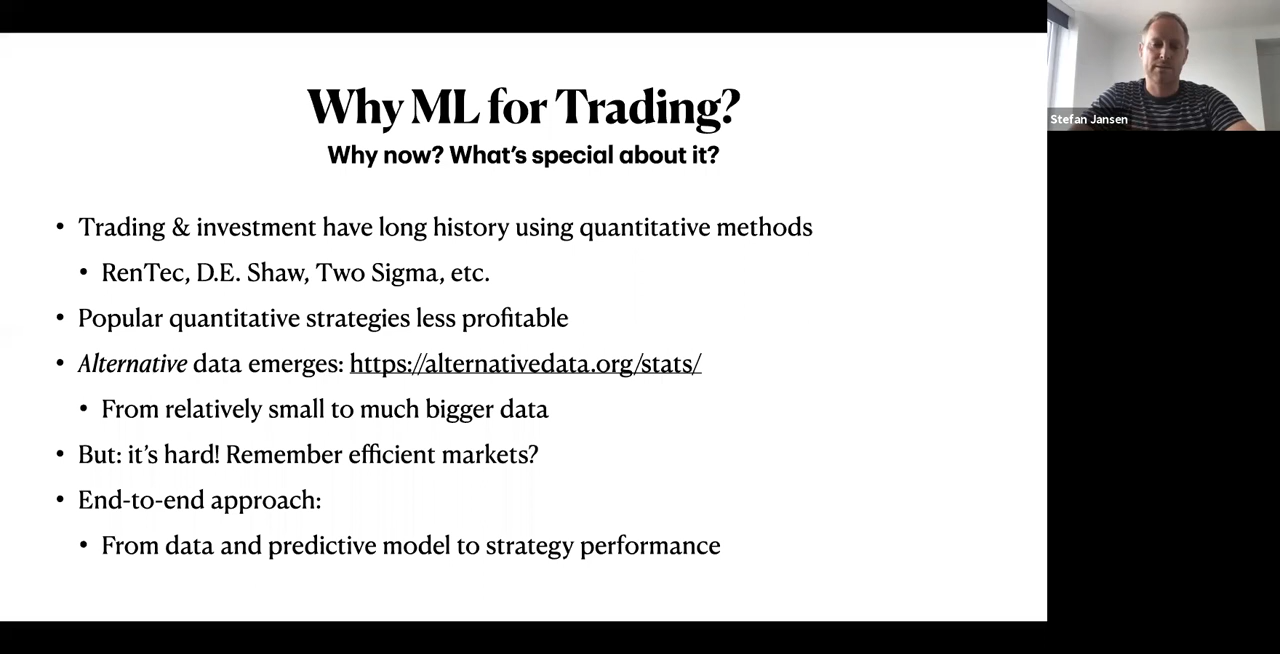 Why ML for Trading?
Why now? What's special about it?
• Trading & investment have long history using quantitative methods
• RenTec, D.E. Shaw, Two Sigma, etc.
• Popular quantitative strategies less profitable
• Alternative data emerges: https://alternativedata.org/stats/
• From relatively small to much bigger data
• But: it's hard! Remember efficient markets?
• End-to-end approach:
• From data and predictive model to strategy performance
Stefan Jansen